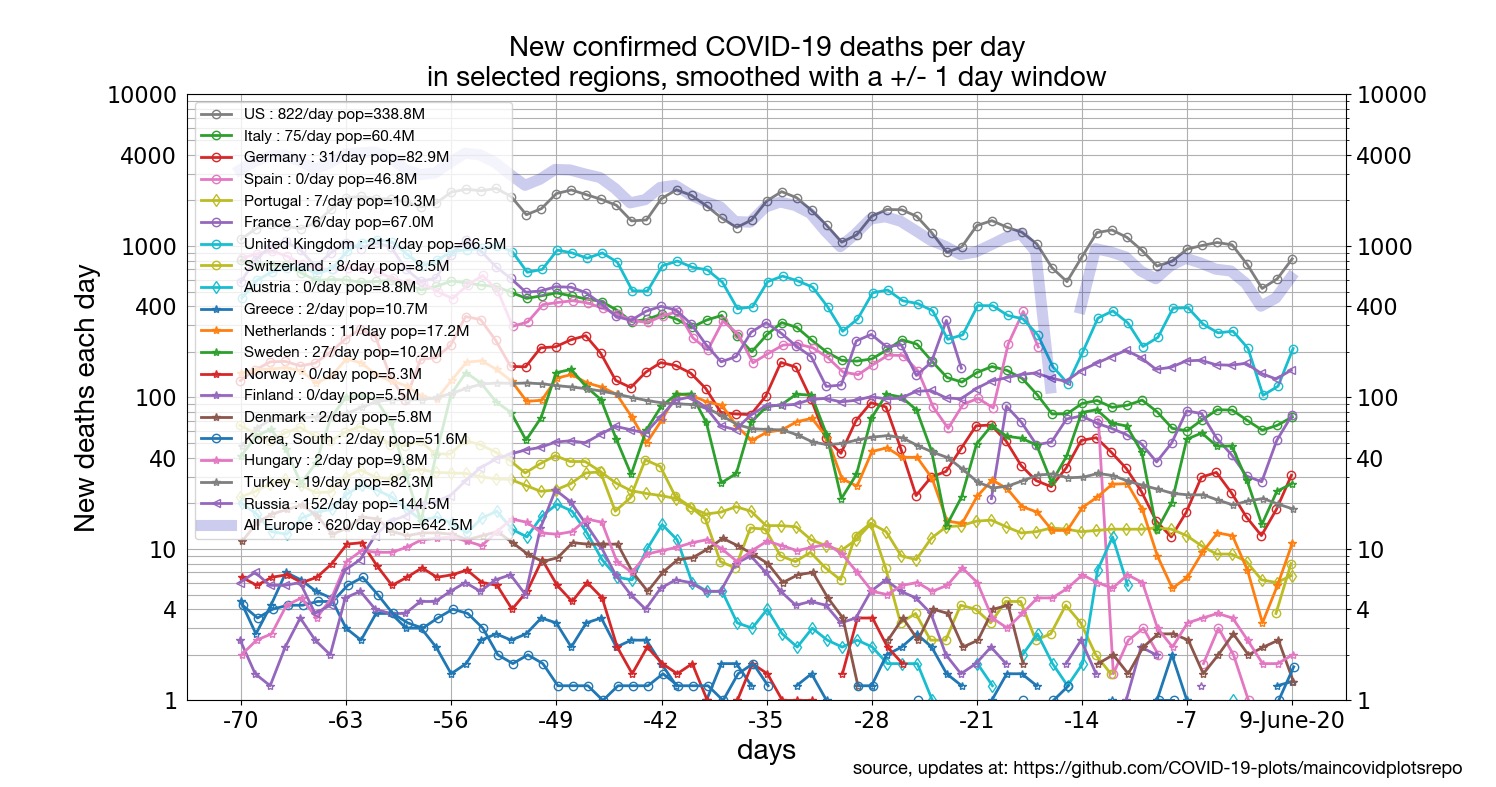 New confirmed COVID-19 deaths per day
in selected regions, smoothed with a +/- 1 day window
10000
4000
1000
400
100
40
10
4
1
New deaths each day
US : 822/day pop=338.8M
Italy : 75/day pop=60.4M
Germany : 31/day pop=82.9M
Spain : 0/day pop=46.8M
Portugal : 7/day pop=10.3M
France : 76/day pop=67.0M
United Kingdom : 211/day pop=66.5M
Switzerland : 8/day pop=8.5M
Austria : 0/day pop=8.8M
Greece : 2/day pop=10.7M
Netherlands : 11/day pop=17.2M
Sweden : 27/day pop=10.2M
Norway : 0/day pop=5.3M
Finland : 0/day pop=5.5M
Denmark : 2/day pop=5.8M
Korea, South : 2/day pop=51.6M
Hungary : 2/day pop=9.8M
Turkey : 19/day pop=82.3M
Russia : 152/day pop=144.5M
All Europe : 620/day pop=642.5M
10000
4000
1000
400
100
40
10
4
1
-70 -63 -56 -49 -42 -35 -28 -21 -14 -7 9-June-20
days
source, updates at: https://github.com/COVID-19-plots/maincovidplotsrepo